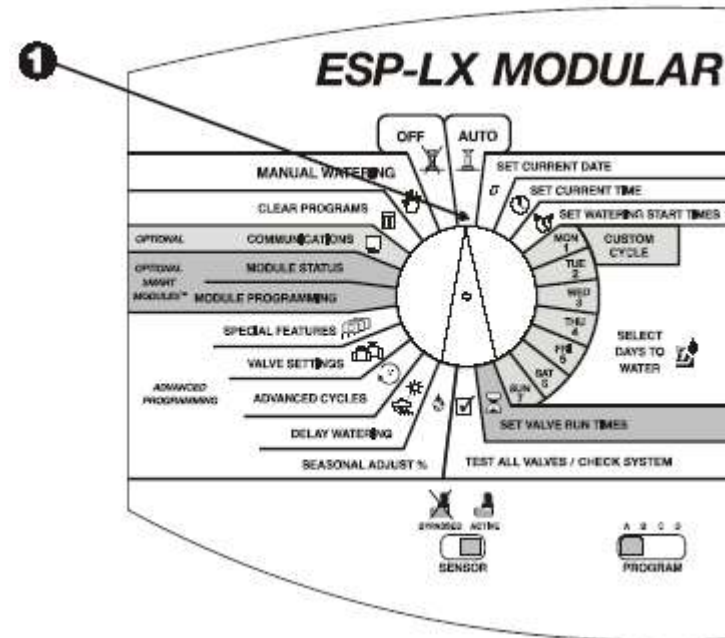 1
ESP-LX MODULAR
OFF
AUTO
MANUAL WATERING
SET CURRENT DATE
CLEAR PROGRAMS
SET CURRENT TIME
SET WATERING START TIMES
OPTIONAL
COMMUNICATIONS
MON
1
CUSTOM
CYCLE
OPTIONAL
SMART
MODULES™
MODULE STATUS
MODULE PROGRAMMING
TUE
2
WED
3
THU
4
FRI
5
SAT
6
SUN
7
SELECT
DAYS TO
WATER
SPECIAL FEATURES
VALVE SETTINGS
ADVANCED
PROGRAMMING
ADVANCED CYCLES
DELAY WATERING
SET VALVE RUN TIMES
SEASONAL ADJUST %
TEST ALL VALVES / CHECK SYSTEM
BYPASSED ACTIVE
SENSOR
A B C D
PROGRAM